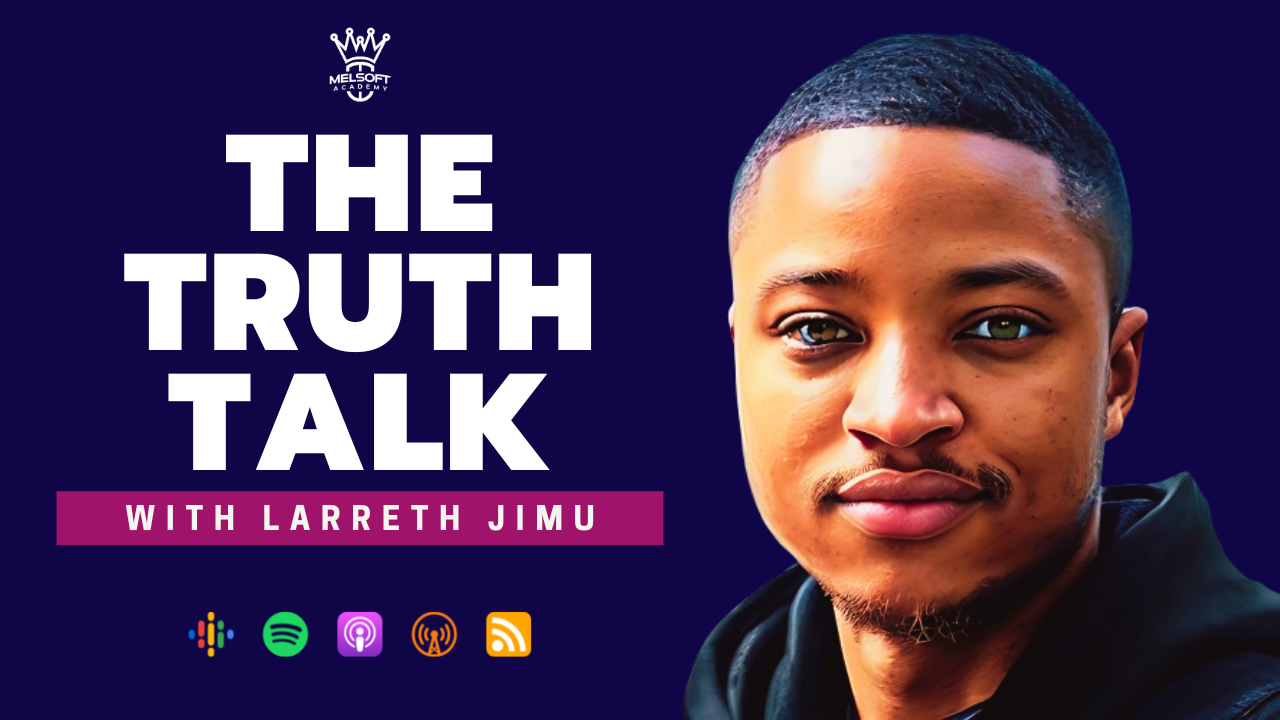 MELSOFT
ACADEMY
THE
TRUTH
TALK
WITH LARRETH JIMU